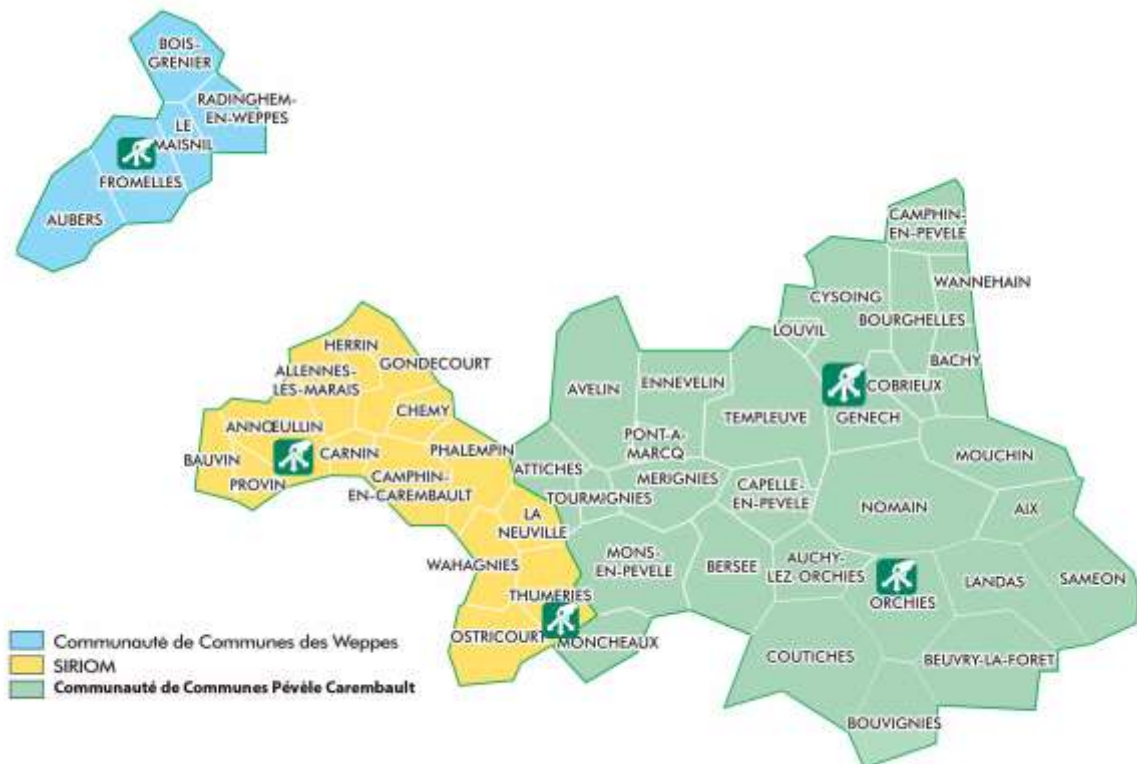 BOIS-
GRENIER
RADINGHEM-
EN-WEPPES
LE
MAISNIL
FROMELLES
AUBERS
CAMPHIN-
EN-PEVELE
WANNEHAIN
CYSOING
BOURGHELLES
LOUVIL
BACHY
COBRIEUX
GENECH
HERRIN
GONDECOURT
ALLENNES-
LES-MARAIS
CHEMY
ANNŒULLIN
CARNIN
BAUVIN
PROVIN
PHALEMPIN
CAMPHIN-
EN-CAREMBAULT
LA
NEUVILLE
WAHAGNIES
THUMERIES
OSTRICOURT
MONCHEAUX
AVELIN
ENNEVELIN
TEMPLEUVE
PONT-A-
MARCQ
ATTICHES
TOURMIGNIES
MERIGNIES
CAPELLE-
EN-PEVELE
MOUCHIN
NOMAIN
AIX
MONS-
EN-PEVELE
BERSEE
AUCHY-
LEZ-ORCHIES
ORCHIES
LANDAS
SAMEON
COUTICHES
BEUVRY-LA-FORET
BOUVIGNIES
Communauté de Communes des Weppes
SIRIOM
Communauté de Communes Pévèle Carembault